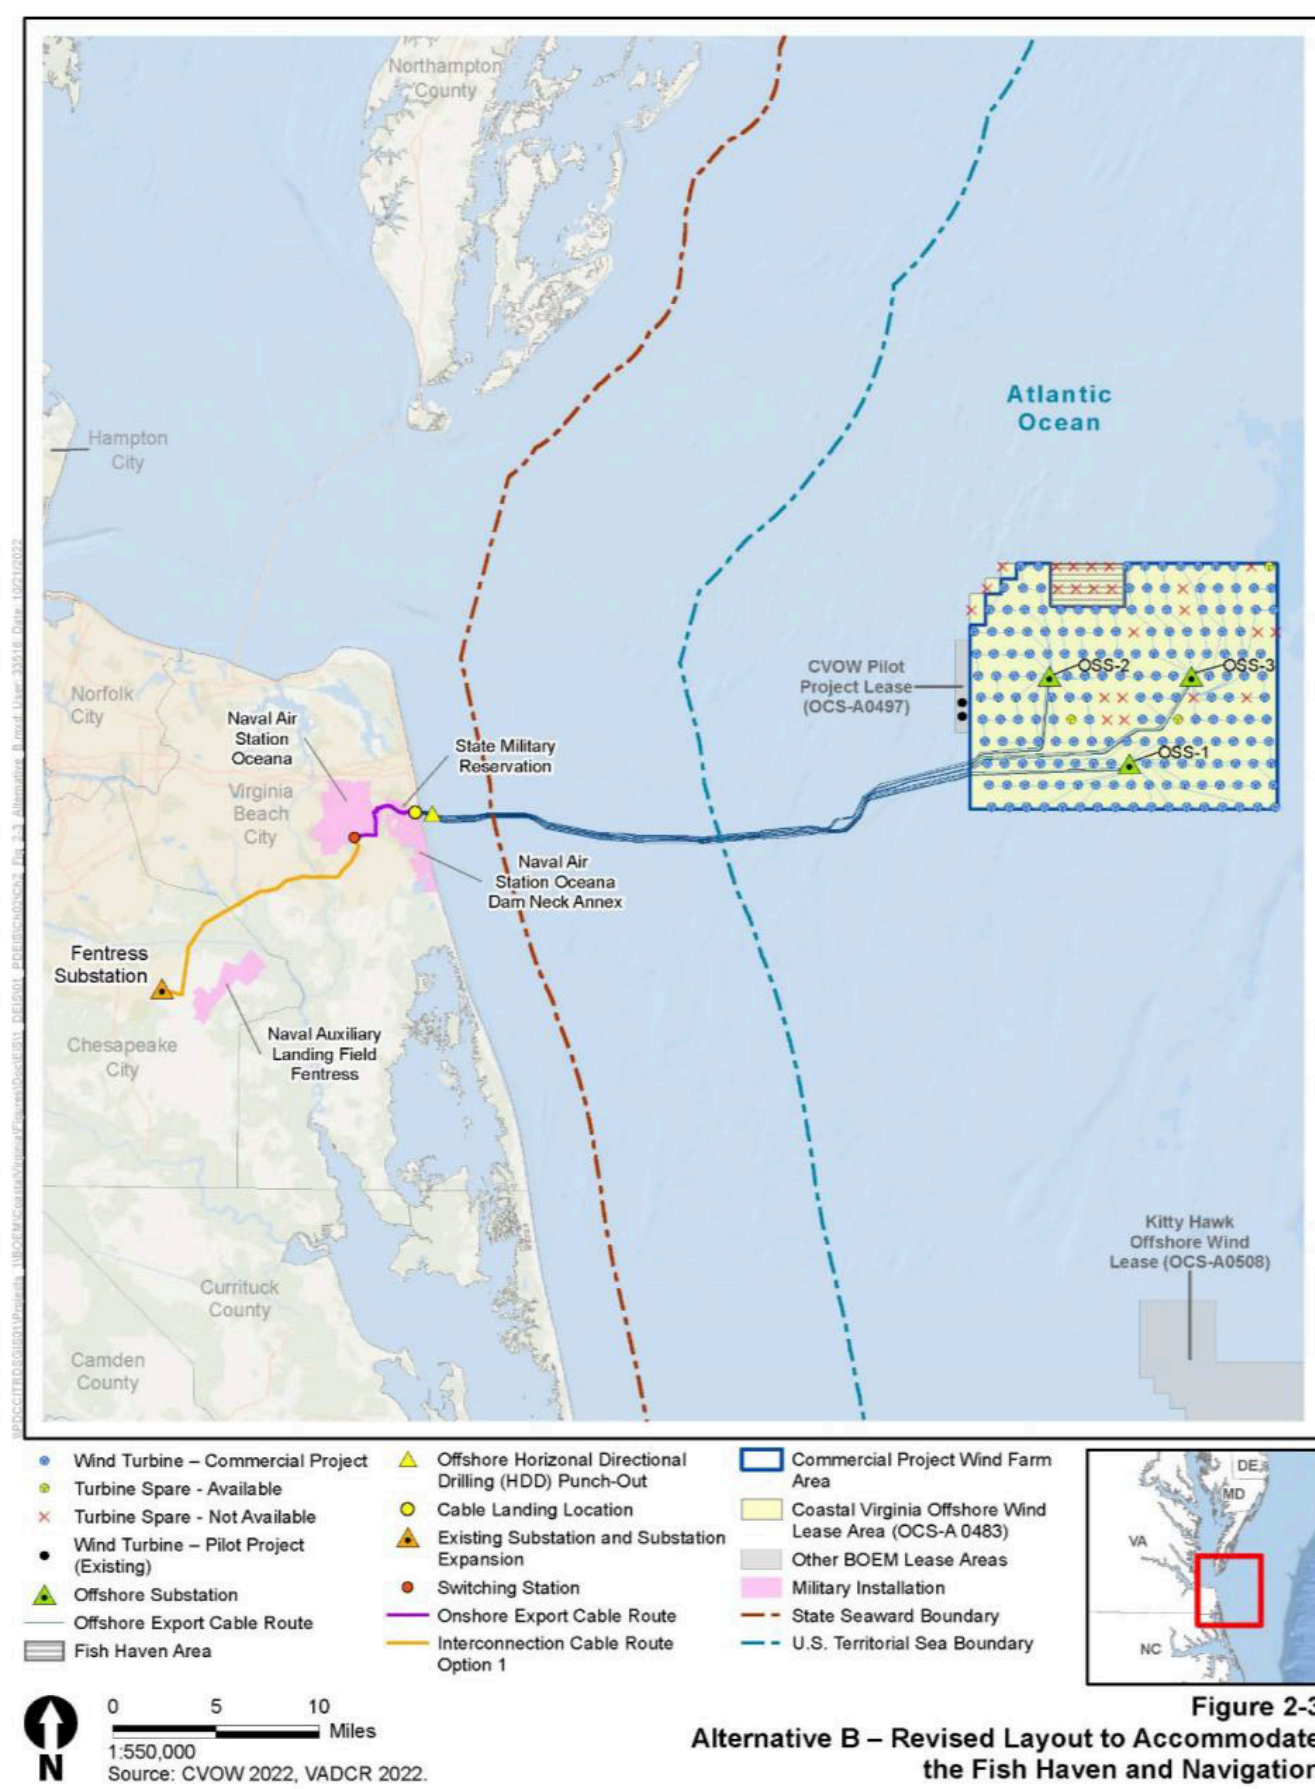 Northampton
County
Atlantic
Ocean
Hampton
City
OSS-2
OSS-3
CVOW Pilot
Project Lease
(OCS-A0497)
OSS-1
Norfolk
City
Naval Air
Station
Oceana
State Military
Reservation
Virginia
Beach
City
Naval Air
Station Oceana
Dam Neck Annex
Fentress
Substation
Naval Auxiliary
Landing Field
Fentress
Chesapeake
City
Kitty Hawk
Offshore Wind
Lease (OCS-A0508)
Currituck
County
Camden
County
Wind Turbine – Commercial Project
Turbine Spare - Available
Turbine Spare - Not Available
Wind Turbine – Pilot Project
(Existing)
Offshore Substation
Offshore Export Cable Route
Fish Haven Area
Offshore Horizonal Directional
Drilling (HDD) Punch-Out
Cable Landing Location
Existing Substation and Substation
Expansion
Switching Station
Onshore Export Cable Route
Interconnection Cable Route
Option 1
Commercial Project Wind Farm
Area
Coastal Virginia Offshore Wind
Lease Area (OCS-A 0483)
Other BOEM Lease Areas
Military Installation
State Seaward Boundary
U.S. Territorial Sea Boundary
DE
MD
VA
NC
N
0 5 10
Miles
1:550,000
Source: CVOW 2022, VADCR 2022.
Figure 2-3
Alternative B – Revised Layout to Accommodate
the Fish Haven and Navigation